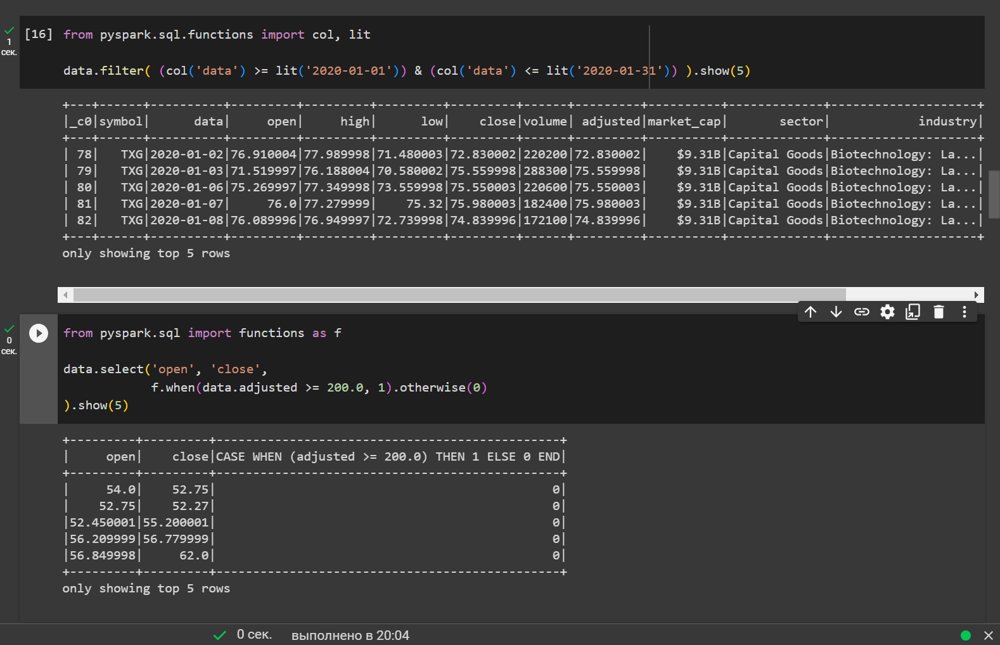 [16] from pyspark.sql.functions import col, lit
1
сек.
data.filter( (col('data') >= lit('2020-01-01')) & (col('data') <= lit('2020-01-31')) ).show(5)
+---+------+----------+---------+---------+---------+---------+------+---------+----------+-------------+--------------------+
|_c0|symbol|      data|     open|     high|      low|    close|volume| adjusted|market_cap|       sector|            industry|
+---+------+----------+---------+---------+---------+---------+------+---------+----------+-------------+--------------------+
| 78|   TXG|2020-01-02|76.910004|77.989998|71.480003|72.830002|220200|72.830002|    $9.31B|Capital Goods|Biotechnology: La...|
| 79|   TXG|2020-01-03|71.519997|76.188004|70.580002|75.559998|288300|75.559998|    $9.31B|Capital Goods|Biotechnology: La...|
| 80|   TXG|2020-01-06|75.269997|77.349998|73.559998|75.550003|220600|75.550003|    $9.31B|Capital Goods|Biotechnology: La...|
| 81|   TXG|2020-01-07|     76.0|77.279999|    75.32|75.980003|182400|75.980003|    $9.31B|Capital Goods|Biotechnology: La...|
| 82|   TXG|2020-01-08|76.089996|76.949997|72.739998|74.839996|172100|74.839996|    $9.31B|Capital Goods|Biotechnology: La...|
+---+------+----------+---------+---------+---------+---------+------+---------+----------+-------------+--------------------+
only showing top 5 rows
from pyspark.sql import functions as f
0
сек.
data.select('open', 'close',
            f.when(data.adjusted >= 200.0, 1).otherwise(0)
).show(5)
+---------+---------+-----------------------------------------------+
|     open|    close|CASE WHEN (adjusted >= 200.0) THEN 1 ELSE 0 END|
+---------+---------+-----------------------------------------------+
|     54.0|    52.75|                                              0|
|    52.75|    52.27|                                              0|
|52.450001|55.200001|                                              0|
|56.209999|56.779999|                                              0|
|56.849998|     62.0|                                              0|
+---------+---------+-----------------------------------------------+
only showing top 5 rows
0 сек. выполнено в 20:04